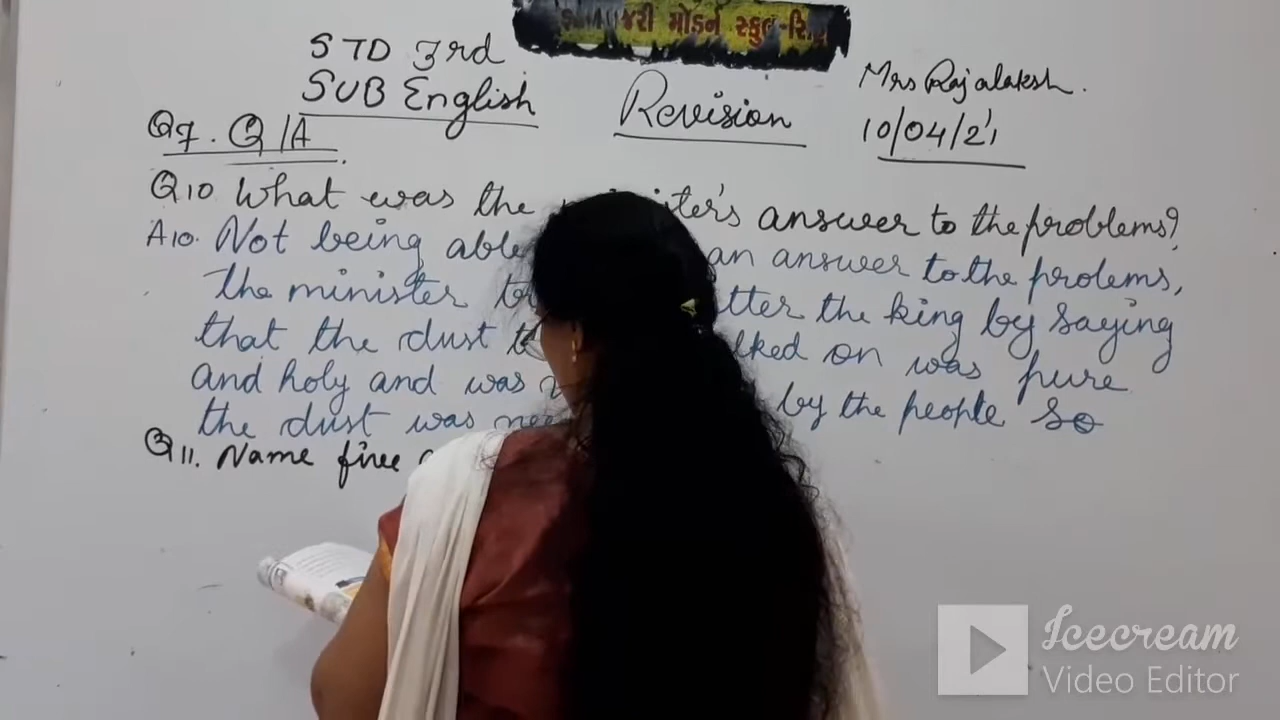 જરી મોડર્ન સ્કુલ-સિ
STD 3rd
SUB English
Revision
Mrs Rajalaksh.
10/04/21
Q7. Q/A
Q10 What was the ter's answer to the problems?
A10. Not being able an answer to the prolems,
the minister tter the king by saying
that the dust lked on was pure
and holy and was by the people so
the dust was nee
Q11. Name five
Icecream
Video Editor